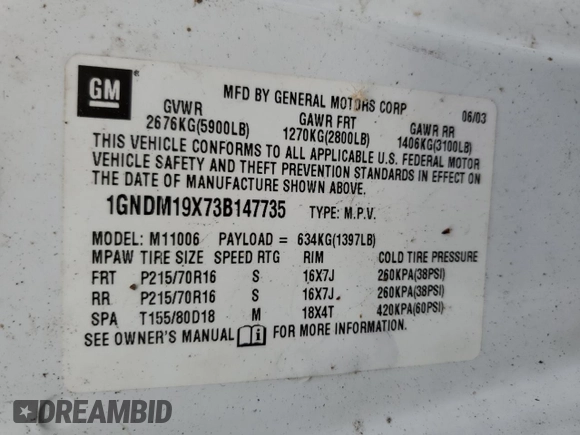 GM
MFD BY GENERAL MOTORS CORP 06/03
GVWR GAWR FRT GAWR RR
2676KG(5900LB) 1270KG(2800LB) 1406KG(3100LB)
THIS VEHICLE CONFORMS TO ALL APPLICABLE U.S. FEDERAL MOTOR
VEHICLE SAFETY AND THEFT PREVENTION STANDARDS IN EFFECT ON
THE DATE OF MANUFACTURE SHOWN ABOVE.
1GNDM19X73B147735 TYPE: M.P.V.
MODEL: M11006 PAYLOAD = 634KG(1397LB)
MPAW TIRE SIZE SPEED RTG RIM COLD TIRE PRESSURE
FRT P215/70R16 S 16X7J 260KPA(38PSI)
RR P215/70R16 S 16X7J 260KPA(38PSI)
SPA T155/80D18 M 18X4T 420KPA(60PSI)
SEE OWNER'S MANUAL FOR MORE INFORMATION.
DREAMBID